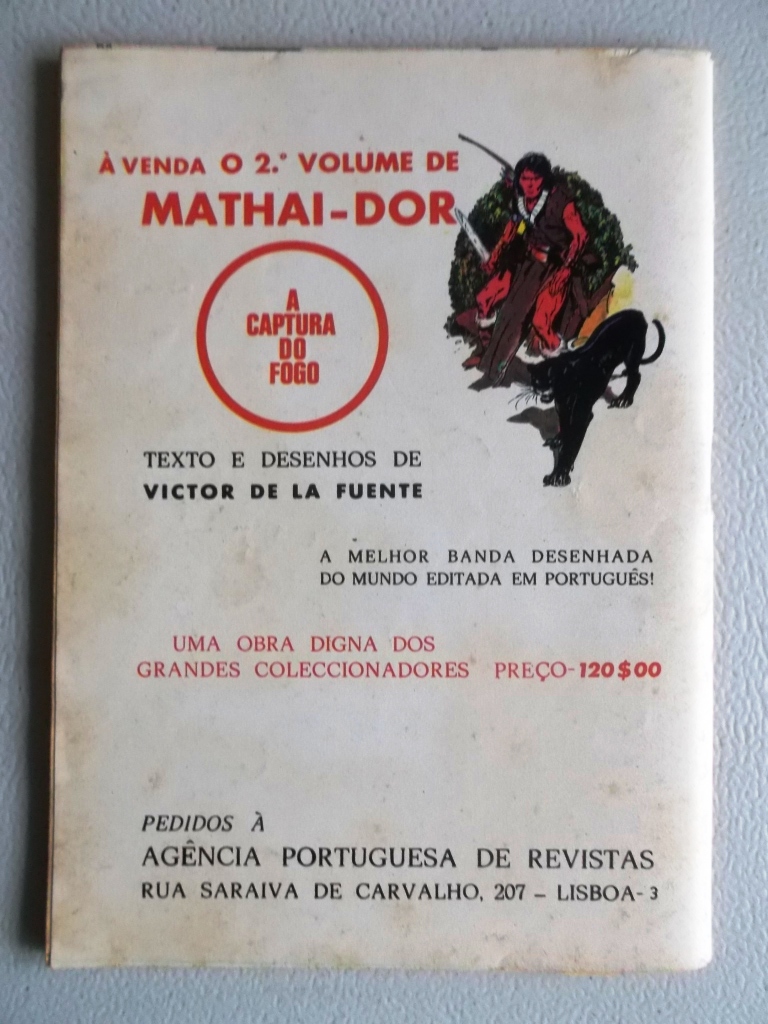 À VENDA O 2.º VOLUME DE
MATHAI-DOR
A
CAPTURA
DO
FOGO
TEXTO E DESENHOS DE
VICTOR DE LA FUENTE
A MELHOR BANDA DESENHADA
DO MUNDO EDITADA EM PORTUGUÊS!
UMA OBRA DIGNA DOS
GRANDES COLECCIONADORES PREÇO-120$00
PEDIDOS À
AGÊNCIA PORTUGUESA DE REVISTAS
RUA SARAIVA DE CARVALHO, 207 – LISBOA-3